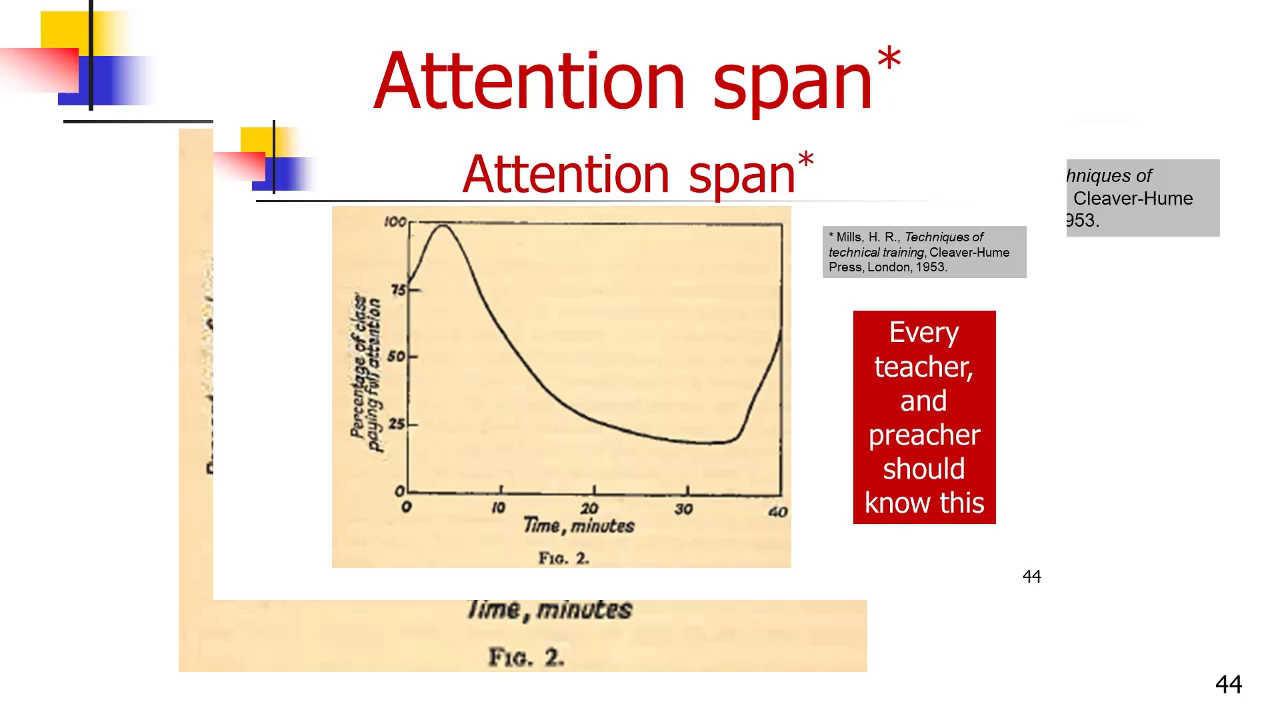 Attention span*
Attention span*
hniques of
Cleaver-Hume
953.
* Mills, H. R., Techniques of
technical training, Cleaver-Hume
Press, London, 1953.
100
75
50
25
0
Percentage of class
paying full attention
0 10 20 30 40
Time, minutes
FIG. 2.
Every
teacher,
and
preacher
should
know this
44
Time, minutes
FIG. 2.
44